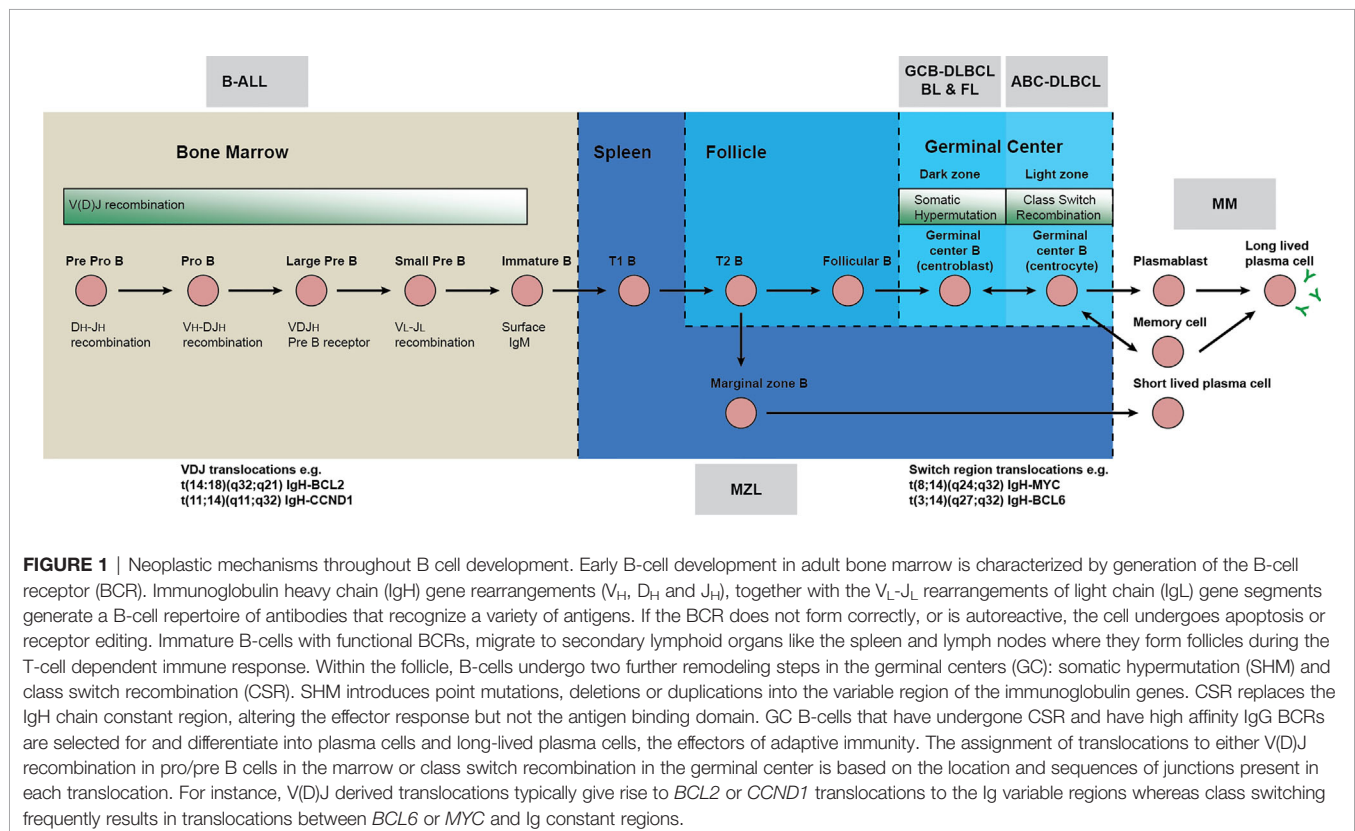 B-ALL
GCB-DLBCL
BL & FL
ABC-DLBCL
Bone Marrow
Spleen
Follicle
Germinal Center
Dark zone
Light zone
V(D)J recombination
Somatic
Hypermutation
Class Switch
Recombination
MM
Pre Pro B
Pro B
Large Pre B
Small Pre B
Immature B
T1 B
T2 B
Follicular B
Germinal
center B
(centroblast)
Germinal
center B
(centrocyte)
Plasmablast
Long lived
plasma cell
DH-JH
recombination
VH-DJH
recombination
VDJH
Pre B receptor
VL-JL
recombination
Surface
IgM
Memory cell
Marginal zone B
Short lived plasma cell
VDJ translocations e.g.
t(14:18)(q32;q21) IgH-BCL2
t(11;14)(q11;q32) IgH-CCND1
MZL
Switch region translocations e.g.
t(8;14)(q24;q32) IgH-MYC
t(3;14)(q27;q32) IgH-BCL6
FIGURE 1 | Neoplastic mechanisms throughout B cell development. Early B-cell development in adult bone marrow is characterized by generation of the B-cell
receptor (BCR). Immunoglobulin heavy chain (IgH) gene rearrangements (VH, DH and JH), together with the VL-JL rearrangements of light chain (IgL) gene segments
generate a B-cell repertoire of antibodies that recognize a variety of antigens. If the BCR does not form correctly, or is autoreactive, the cell undergoes apoptosis or
receptor editing. Immature B-cells with functional BCRs, migrate to secondary lymphoid organs like the spleen and lymph nodes where they form follicles during the
T-cell dependent immune response. Within the follicle, B-cells undergo two further remodeling steps in the germinal centers (GC): somatic hypermutation (SHM) and
class switch recombination (CSR). SHM introduces point mutations, deletions or duplications into the variable region of the immunoglobulin genes. CSR replaces the
IgH chain constant region, altering the effector response but not the antigen binding domain. GC B-cells that have undergone CSR and have high affinity IgG BCRs
are selected for and differentiate into plasma cells and long-lived plasma cells, the effectors of adaptive immunity. The assignment of translocations to either V(D)J
recombination in pro/pre B cells in the marrow or class switch recombination in the germinal center is based on the location and sequences of junctions present in
each translocation. For instance, V(D)J derived translocations typically give rise to BCL2 or CCND1 translocations to the Ig variable regions whereas class switching
frequently results in translocations between BCL6 or MYC and Ig constant regions.